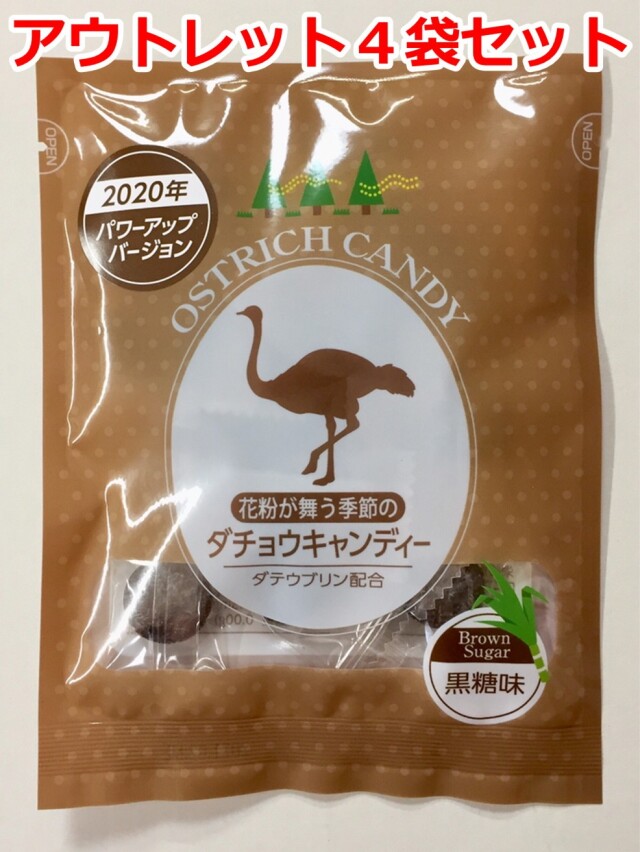 アウトレット４袋セット
OPEN
OPEN
2020年
パワーアップ
バージョン
OSTRICH CANDY
花粉が舞う季節の
ダチョウキャンディー
ダテウブリン配合
Brown
Sugar
黒糖味